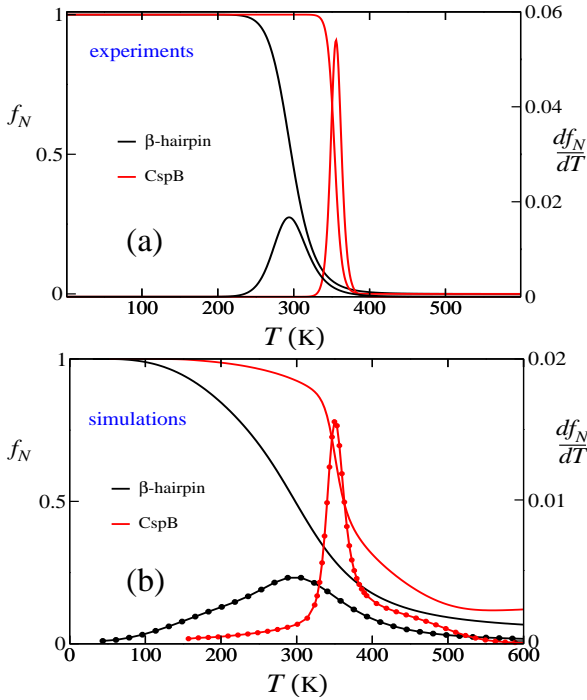 1
0.06
experiments
0.04
f_N
β-hairpin
df_N
dT
0.5
CspB
0.02
(a)
0
0
100
200
300
400
500
T (K)
1
0.02
simulations
f_N
df_N
dT
β-hairpin
0.5
0.01
CspB
(b)
0
0
0
100
200
300
400
500
600
T (K)